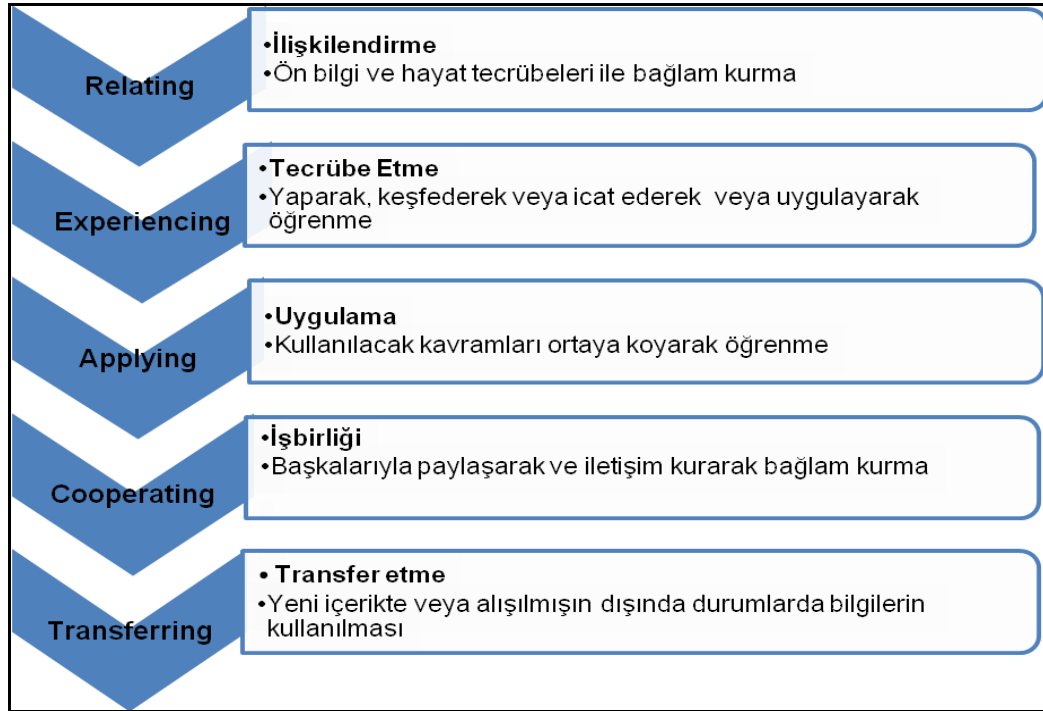 Relating
•İlişkilendirme
•Ön bilgi ve hayat tecrübeleri ile bağlam kurma
Experiencing
•Tecrübe Etme
•Yaparak, keşfederek veya icat ederek veya uygulayarak
öğrenme
Applying
•Uygulama
•Kullanılacak kavramları ortaya koyarak öğrenme
Cooperating
•İşbirliği
•Başkalarıyla paylaşarak ve iletişim kurarak bağlam kurma
Transferring
• Transfer etme
•Yeni içerikte veya alışılmışın dışında durumlarda bilgilerin
kullanılması